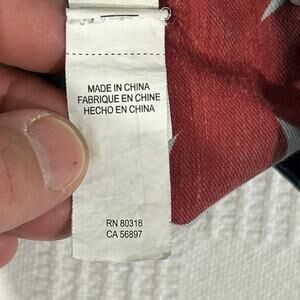 MADE IN CHINA
FABRIQUE EN CHINE
HECHO EN CHINA
RN 80318
CA 56897